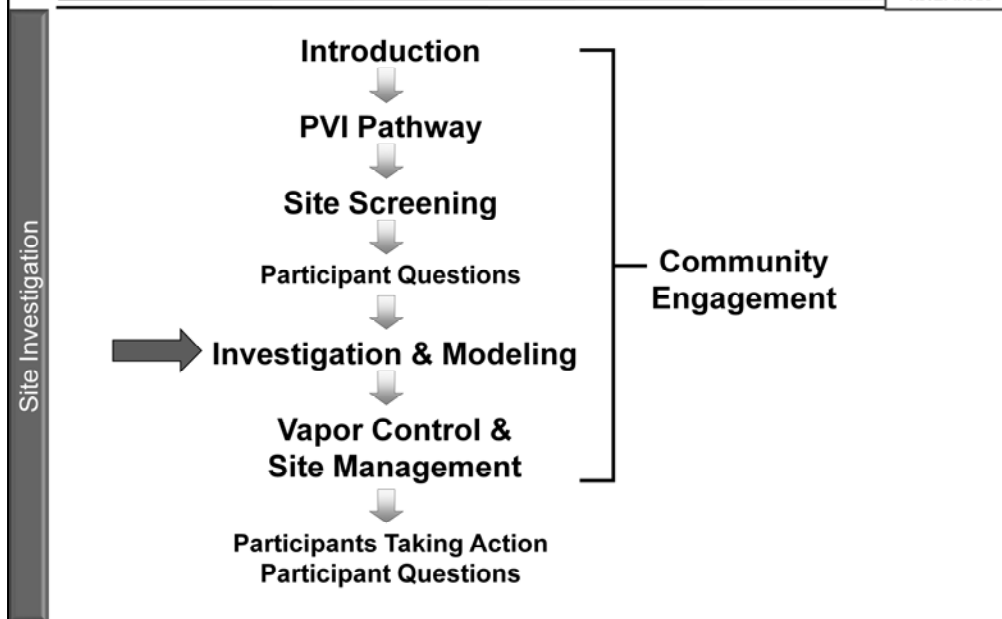 Site Investigation
Introduction
PVI Pathway
Site Screening
Participant Questions
Investigation & Modeling
Vapor Control &
Site Management
Participants Taking Action
Participant Questions
Community
Engagement